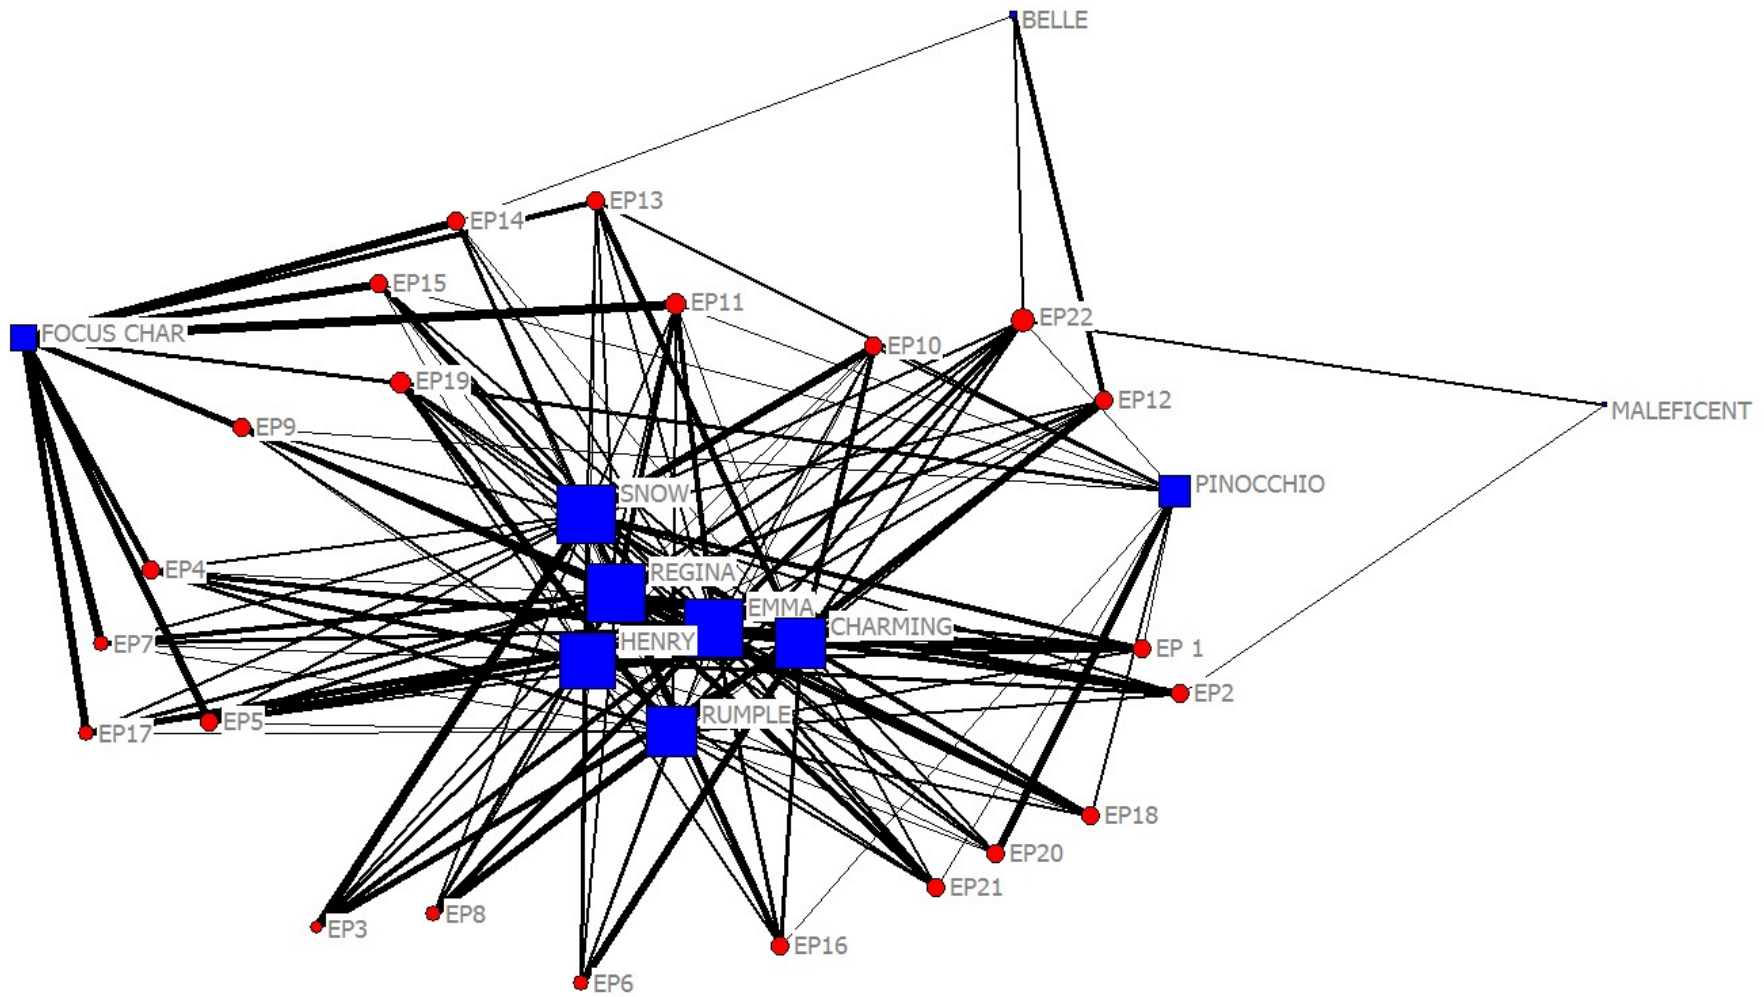 BELLE
EP13
EP14
EP15
EP11
EP22
FOCUS CHAR
EP10
EP19
EP12
MALEFICENT
EP9
PINOCCHIO
SNOW
EP4
REGINA
EMMA
CHARMING
EP7
HENRY
EP 1
EP2
RUMPLE
EP5
EP17
EP18
EP20
EP21
EP8
EP3
EP16
EP6